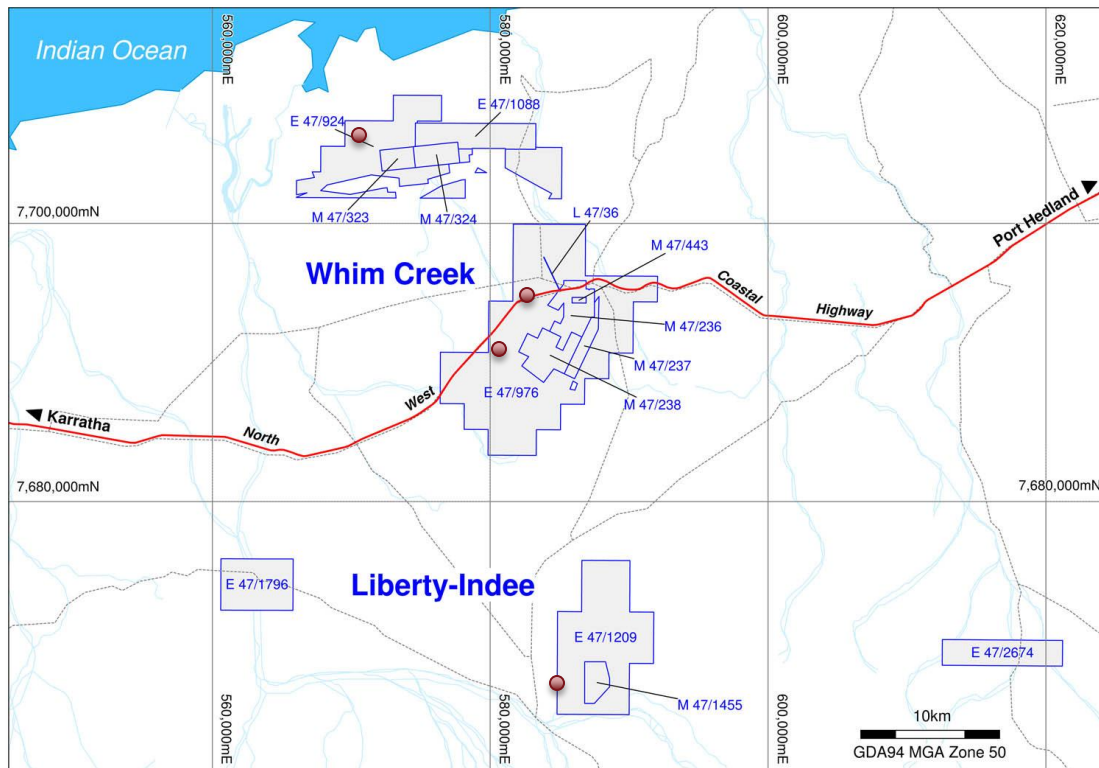 Indian Ocean
560,000mE
580,000mE
600,000mE
620,000mE
E 47/1088
E 47/924
M 47/323
M 47/324
7,700,000mN
L 47/36
Port Hedland
Whim Creek
M 47/443
Coastal
Highway
M 47/236
M 47/237
E 47/976
West
M 47/238
Karratha
North
7,680,000mN
7,680,000mN
E 47/1796
Liberty-Indee
E 47/1209
E 47/2674
M 47/1455
560,000mE
580,000mE
600,000mE
10km
GDA94 MGA Zone 50